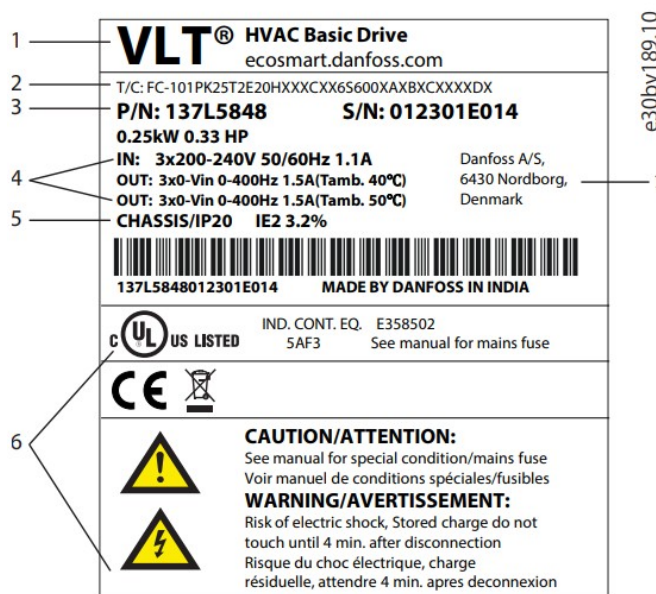 1 VLT® HVAC Basic Drive
ecosmart.danfoss.com
2 T/C: FC-101PK25T2E20HXXXCXX6S600XAXBXCXXXXDX
3 P/N: 137L5848 S/N: 012301E014
0.25kW 0.33 HP
4 IN: 3x200-240V 50/60Hz 1.1A
OUT: 3x0-Vin 0-400Hz 1.5A(Tamb. 40℃)
OUT: 3x0-Vin 0-400Hz 1.5A(Tamb. 50℃)
Danfoss A/S,
6430 Nordborg,
Denmark
5 CHASSIS/IP20 IE2 3.2%
137L5848012301E014 MADE BY DANFOSS IN INDIA
6 C UL US LISTED
IND. CONT. EQ. E358502
5AF3 See manual for mains fuse
CE
CAUTION/ATTENTION:
See manual for special condition/mains fuse
Voir manuel de conditions spéciales/fusibles
WARNING/AVERTISSEMENT:
Risk of electric shock, Stored charge do not
touch until 4 min. after disconnection
Risque du choc électrique, charge
résiduelle, attendre 4 min. apres deconnexion
e30by189.10